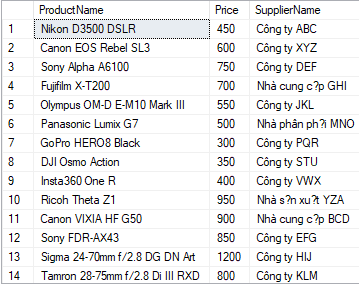 ProductName Price SupplierName
1 Nikon D3500 DSLR 450 Công ty ABC
2 Canon EOS Rebel SL3 600 Công ty XYZ
3 Sony Alpha A6100 750 Công ty DEF
4 Fujifilm X-T200 700 Nhà cung c?p GHI
5 Olympus OM-D E-M10 Mark III 550 Công ty JKL
6 Panasonic Lumix G7 500 Nhà phân ph?i MNO
7 GoPro HERO8 Black 300 Công ty PQR
8 DJI Osmo Action 350 Công ty STU
9 Insta360 One R 400 Công ty VWX
10 Ricoh Theta Z1 950 Nhà s?n xu?t YZA
11 Canon VIXIA HF G50 900 Nhà cung c?p BCD
12 Sony FDR-AX43 850 Công ty EFG
13 Sigma 24-70mm f/2.8 DG DN Art 1200 Công ty HIJ
14 Tamron 28-75mm f/2.8 Di III RXD 800 Công ty KLM